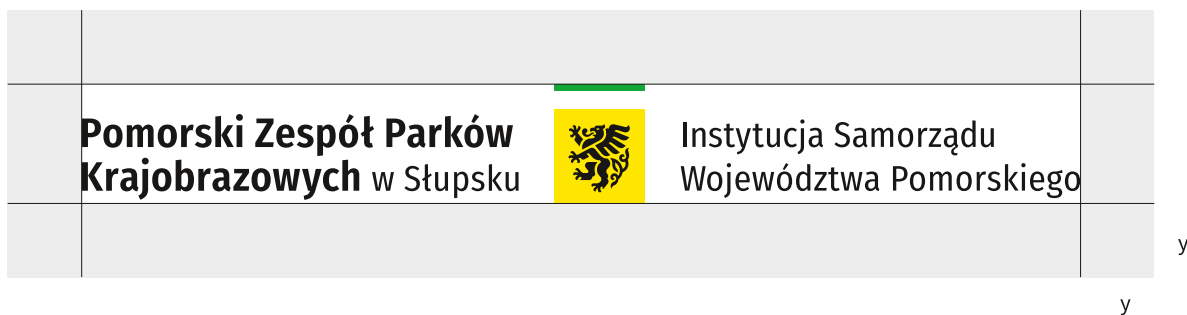 Pomorski Zespół Parków
Krajobrazowych w Słupsku
Instytucja Samorządu
Województwa Pomorskiego
y
y